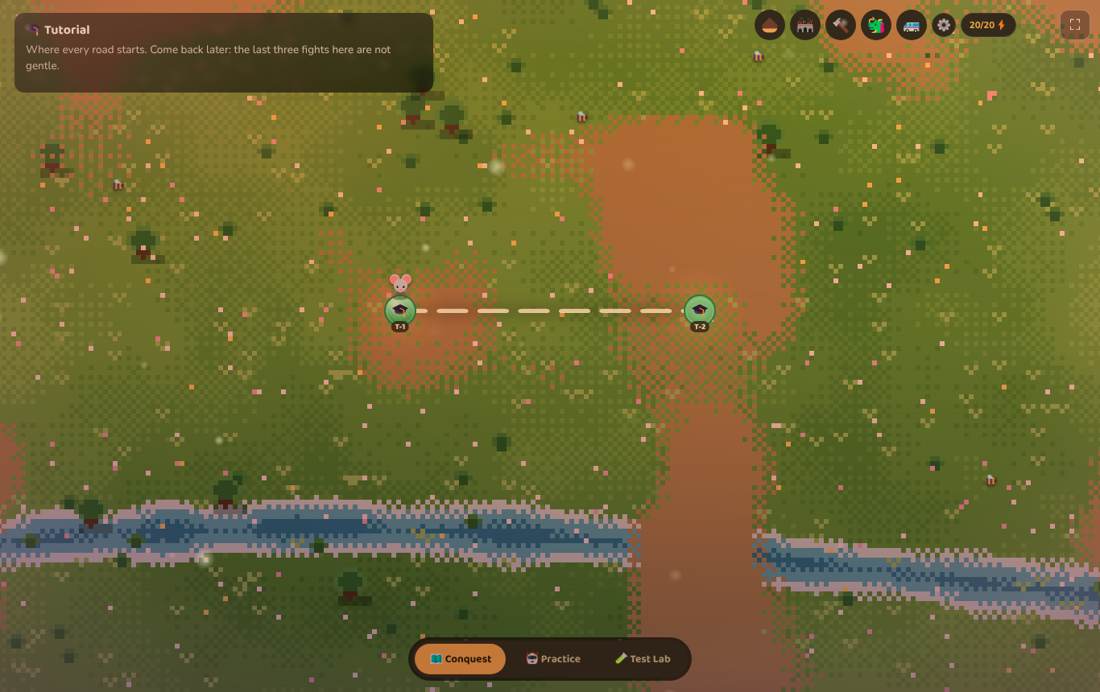 Tutorial
Where every road starts. Come back later: the last three fights here are not
gentle.
20/20
T-1
T-2
Conquest
Practice
Test Lab